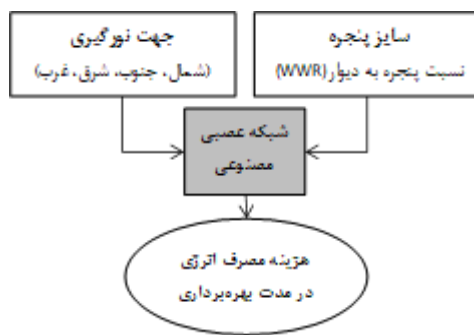 جهت نورگیری
(شمال، جنوب، شرق، غرب)
سایز پنجره
نسبت پنجره به دیوار(WWR)
شبکه عصبی
مصنوعی
هزینه مصرف انرژی
در مدت بهره‌برداری